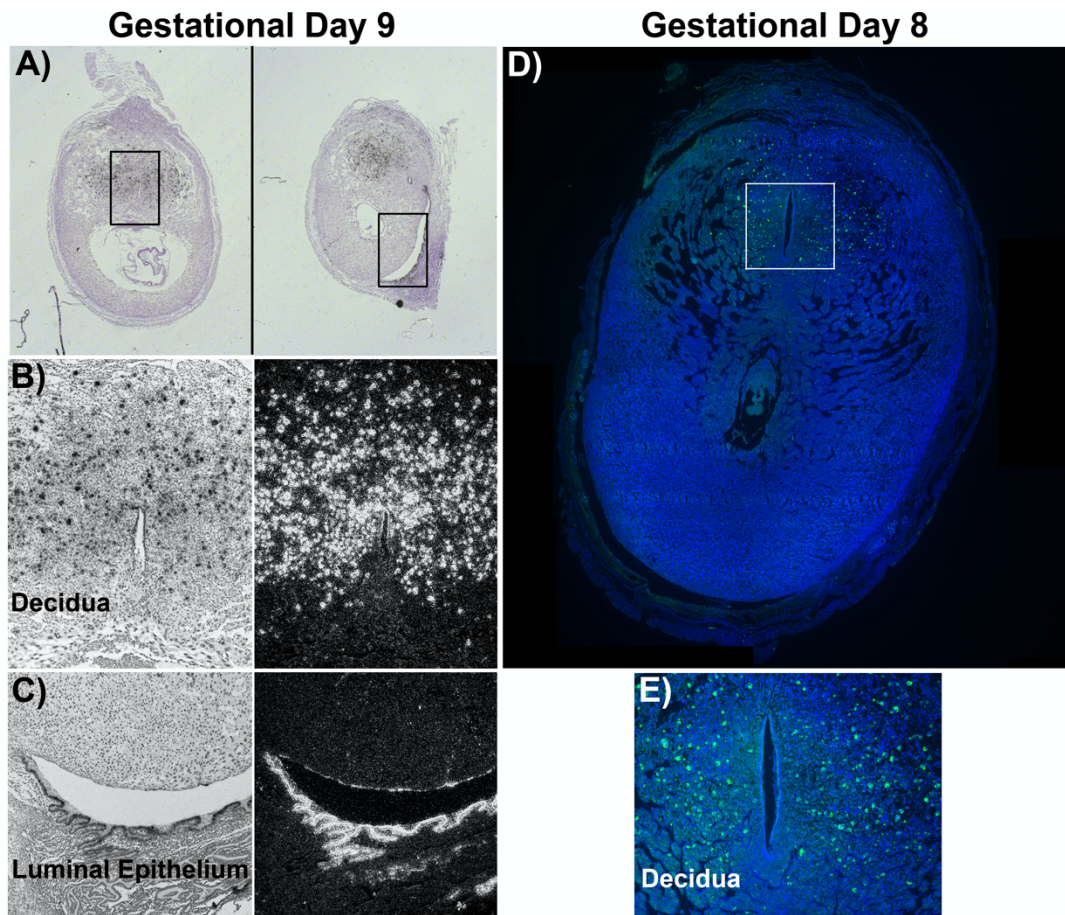 Gestational Day 9
Gestational Day 8
A)
D)
B)
Decidua
C)
Luminal Epithelium
E)
Decidua